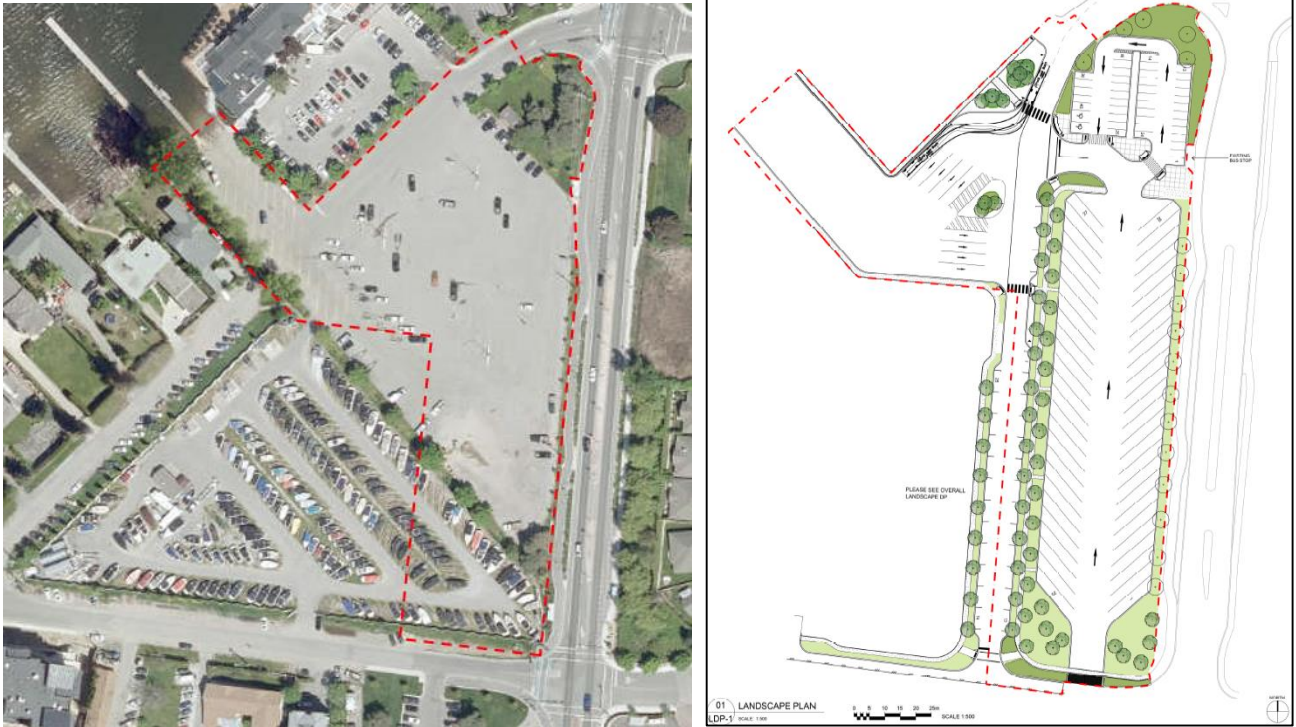 EXISTING
BUS STOP
PLEASE SEE OVERALL
LANDSCAPE DP
01 LANDSCAPE PLAN
LDP-1 SCALE 1:500
0 5 10 15 20 25m
SCALE 1:500